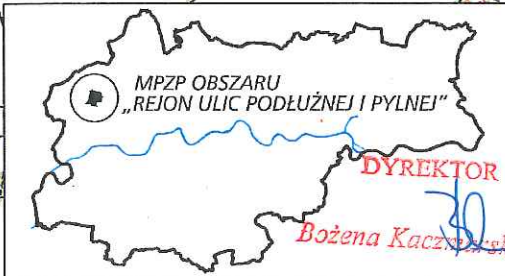 MPZP OBSZARU
„REJON ULIC PODŁUŻNEJ I PYLNEJ”
DYREKTOR
Bożena